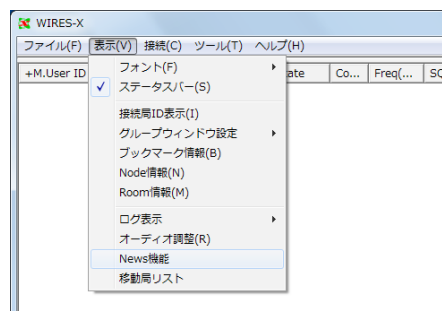 WIRES-X
ファイル(F) 表示(V) 接続(C) ツール(T) ヘルプ(H)
+M.User ID ate Co... Freq(... SQ
フォント(F)
ステータスバー(S)
接続局ID表示(I)
グループウィンドウ設定
ブックマーク情報(B)
Node情報(N)
Room情報(M)
ログ表示
オーディオ調整(R)
News機能
移動局リスト